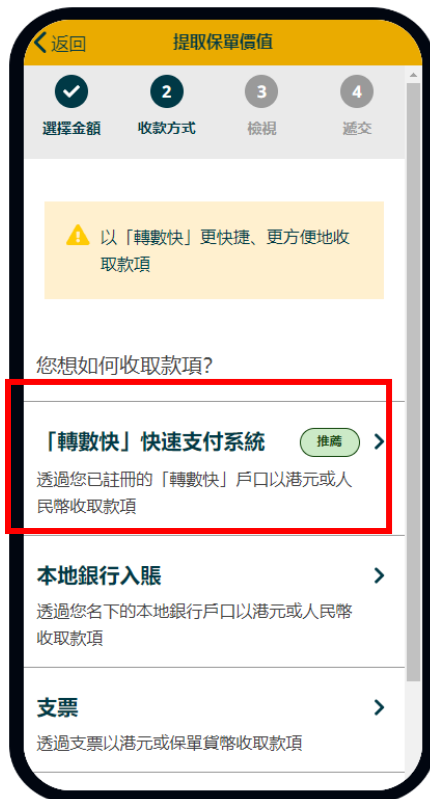 返回
提取保單價值
2 3 4
選擇金額 收款方式 檢視 遞交
以「轉數快」更快捷、更方便地收
取款項
您想如何收取款項?
「轉數快」快速支付系統 推薦
透過您已註冊的「轉數快」戶口以港元或人
民幣收取款項
本地銀行入賬
透過您名下的本地銀行戶口以港元或人民幣
收取款項
支票
透過支票以港元或保單貨幣收取款項